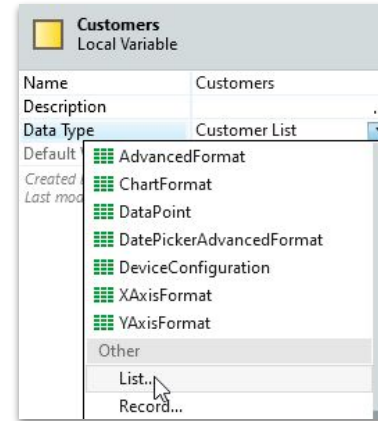 Customers
Local Variable
Name Customers
Description
Data Type Customer List
Default
AdvancedFormat
ChartFormat
DataPoint
DatePickerAdvancedFormat
DeviceConfiguration
XAxisFormat
YAxisFormat
Other
List...
Record...
Created
Last